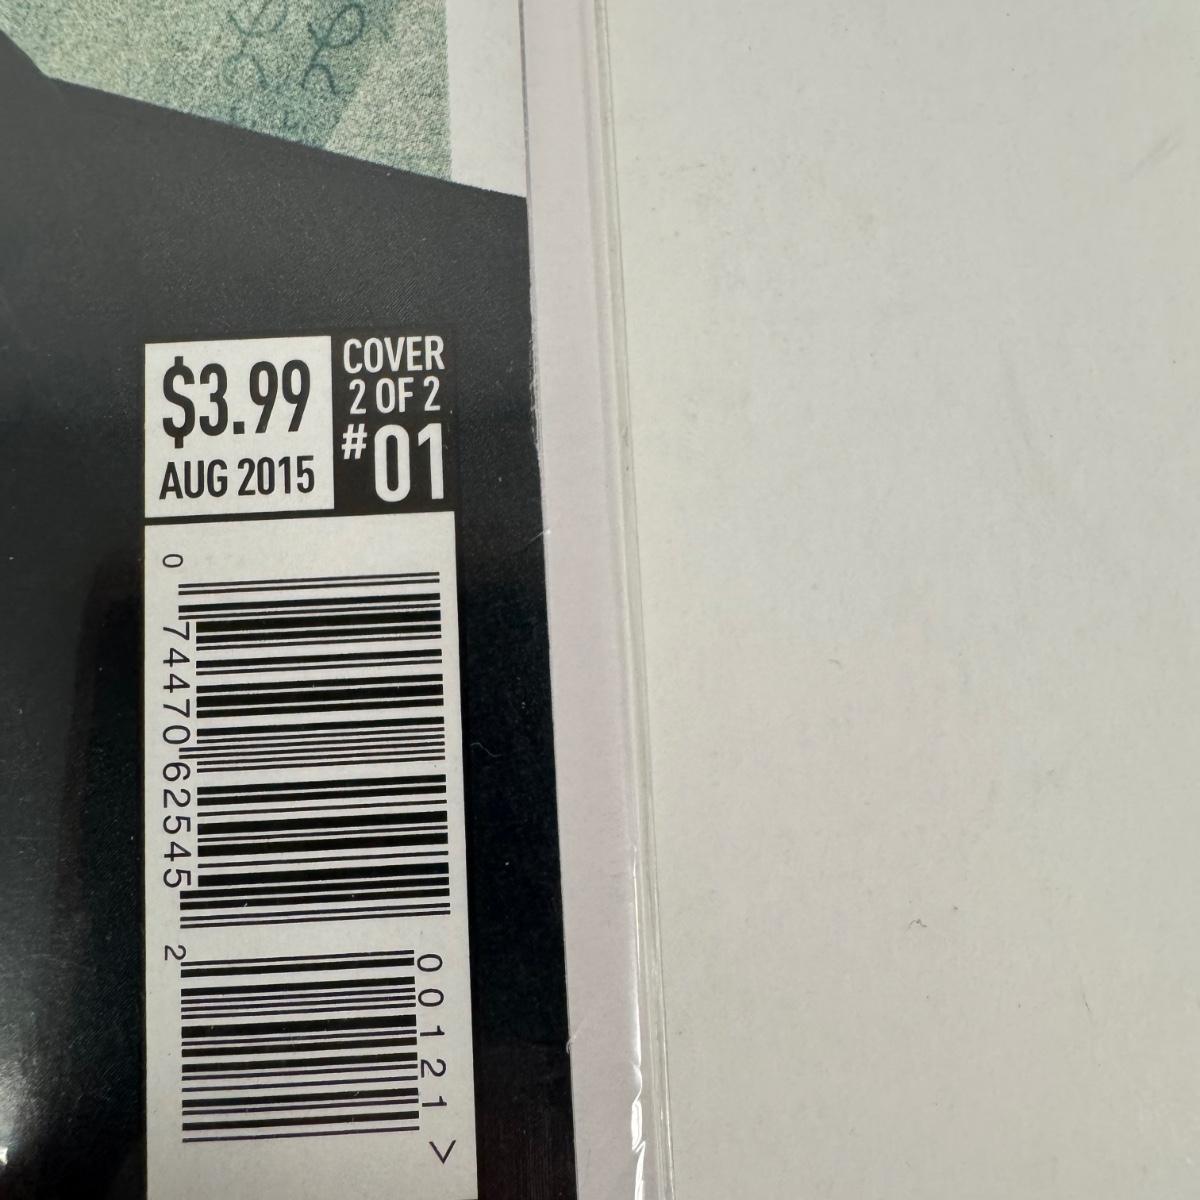 $3.99
AUG 2015
COVER
2 OF 2
#01
0 74470 62545 2
00121 >